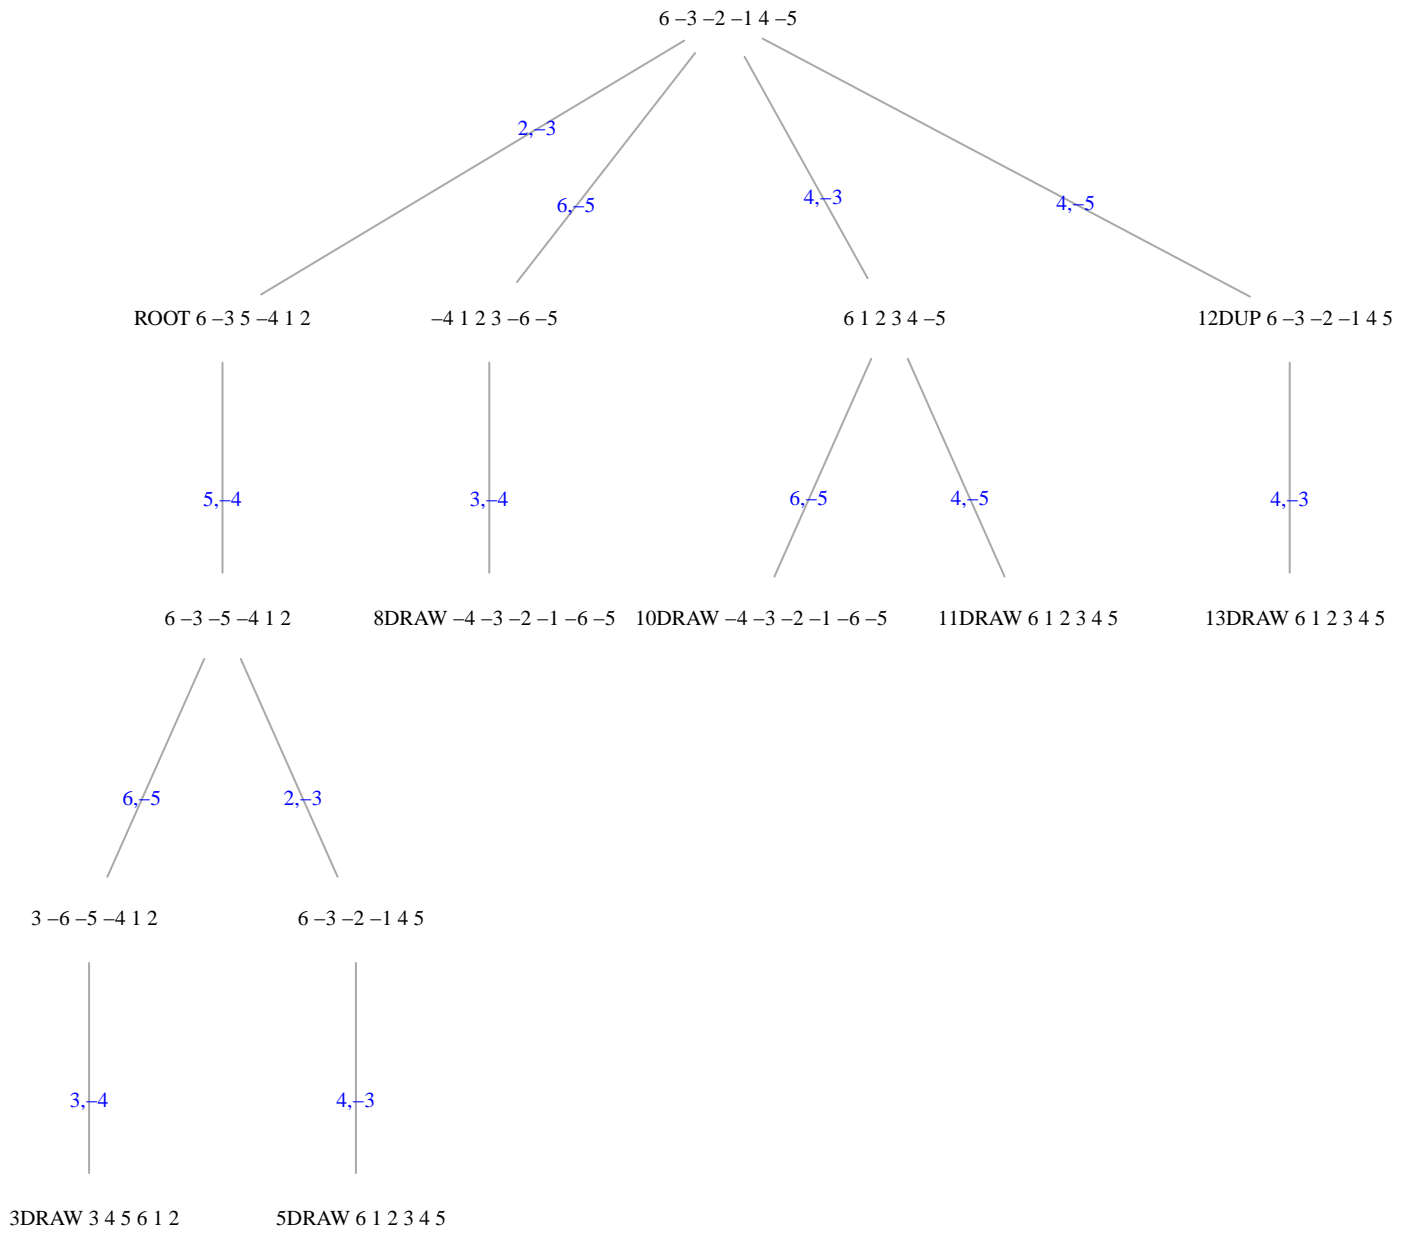 6 –3 –2 –1 4 –5
2,–3
6,–5
4,–3
4,–5
ROOT 6 –3 5 –4 1 2
–4 1 2 3 –6 –5
6 1 2 3 4 –5
12DUP 6 –3 –2 –1 4 5
5,–4
3,–4
6,–5
4,–5
4,–3
6 –3 –5 –4 1 2
8DRAW –4 –3 –2 –1 –6 –5
10DRAW –4 –3 –2 –1 –6 –5
11DRAW 6 1 2 3 4 5
13DRAW 6 1 2 3 4 5
6,–5
2,–3
3 –6 –5 –4 1 2
6 –3 –2 –1 4 5
3,–4
4,–3
3DRAW 3 4 5 6 1 2
5DRAW 6 1 2 3 4 5